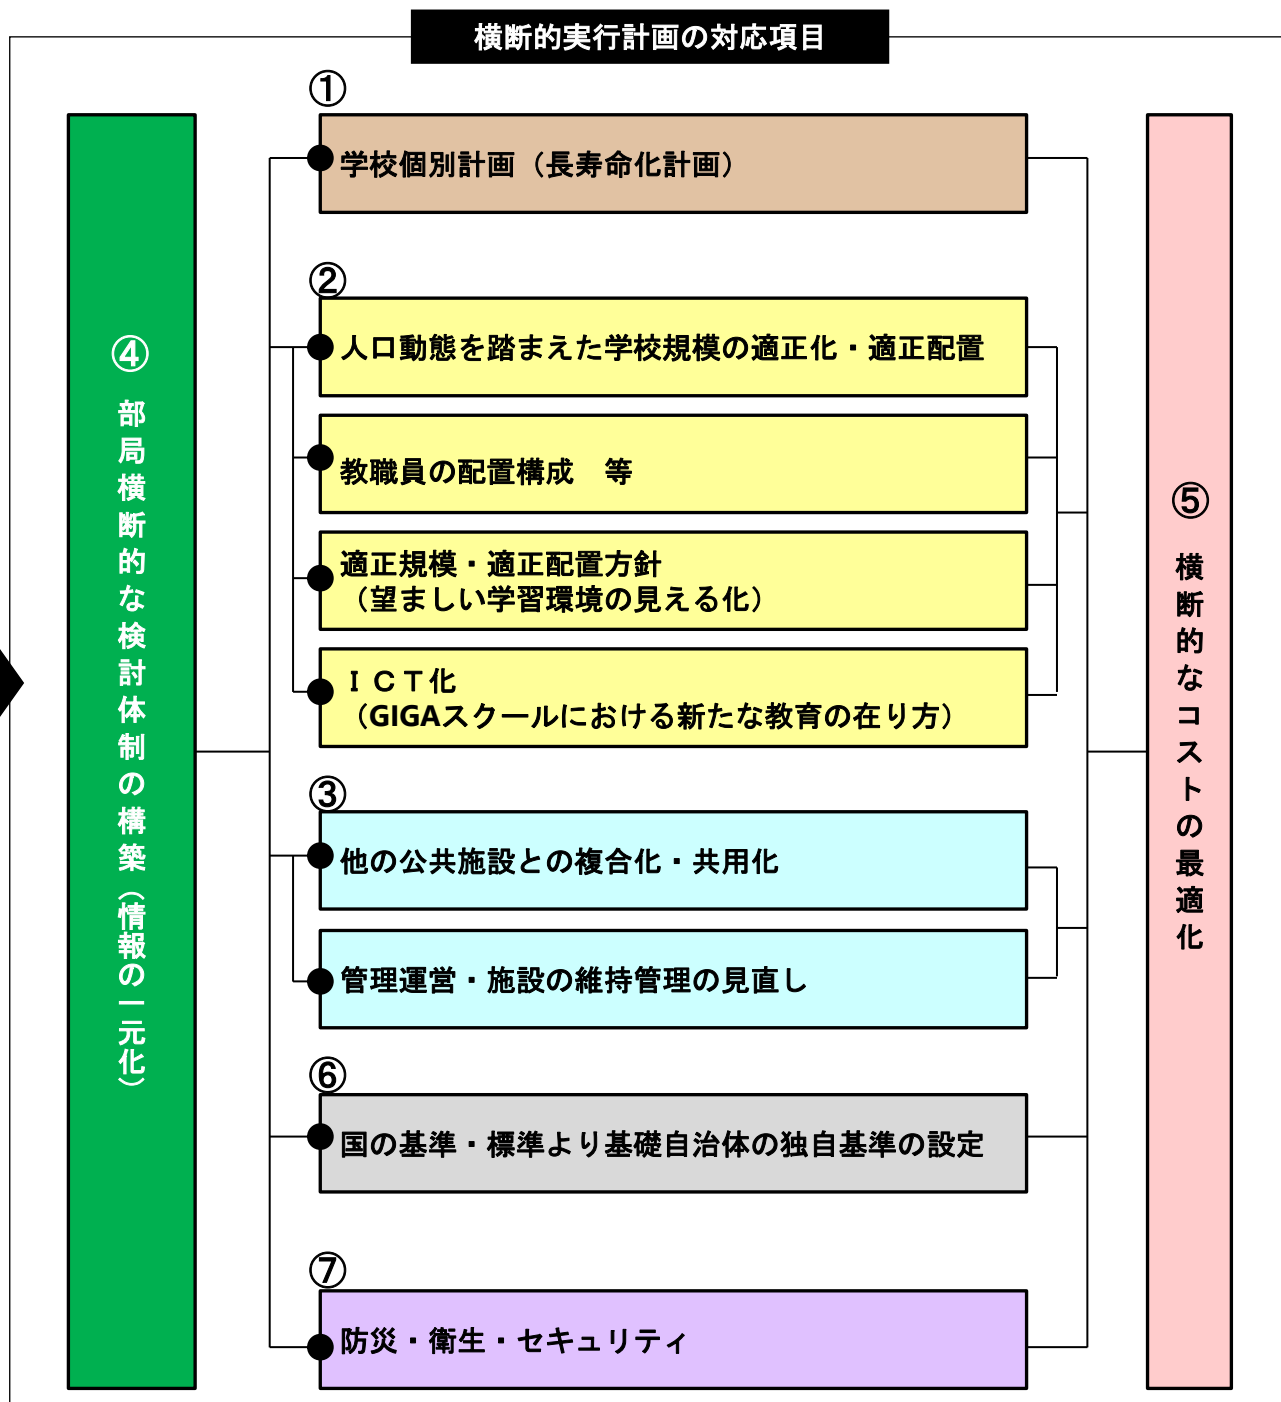 横断的実行計画の対応項目
④ 部局横断的な検討体制の構築（情報の一元化）
①
学校個別計画（長寿命化計画）
②
人口動態を踏まえた学校規模の適正化・適正配置
教職員の配置構成　等
適正規模・適正配置方針
（望ましい学習環境の見える化）
ＩＣＴ化
（GIGAスクールにおける新たな教育の在り方）
③
他の公共施設との複合化・共用化
管理運営・施設の維持管理の見直し
⑥
国の基準・標準より基礎自治体の独自基準の設定
⑦
防災・衛生・セキュリティ
⑤ 横断的なコストの最適化